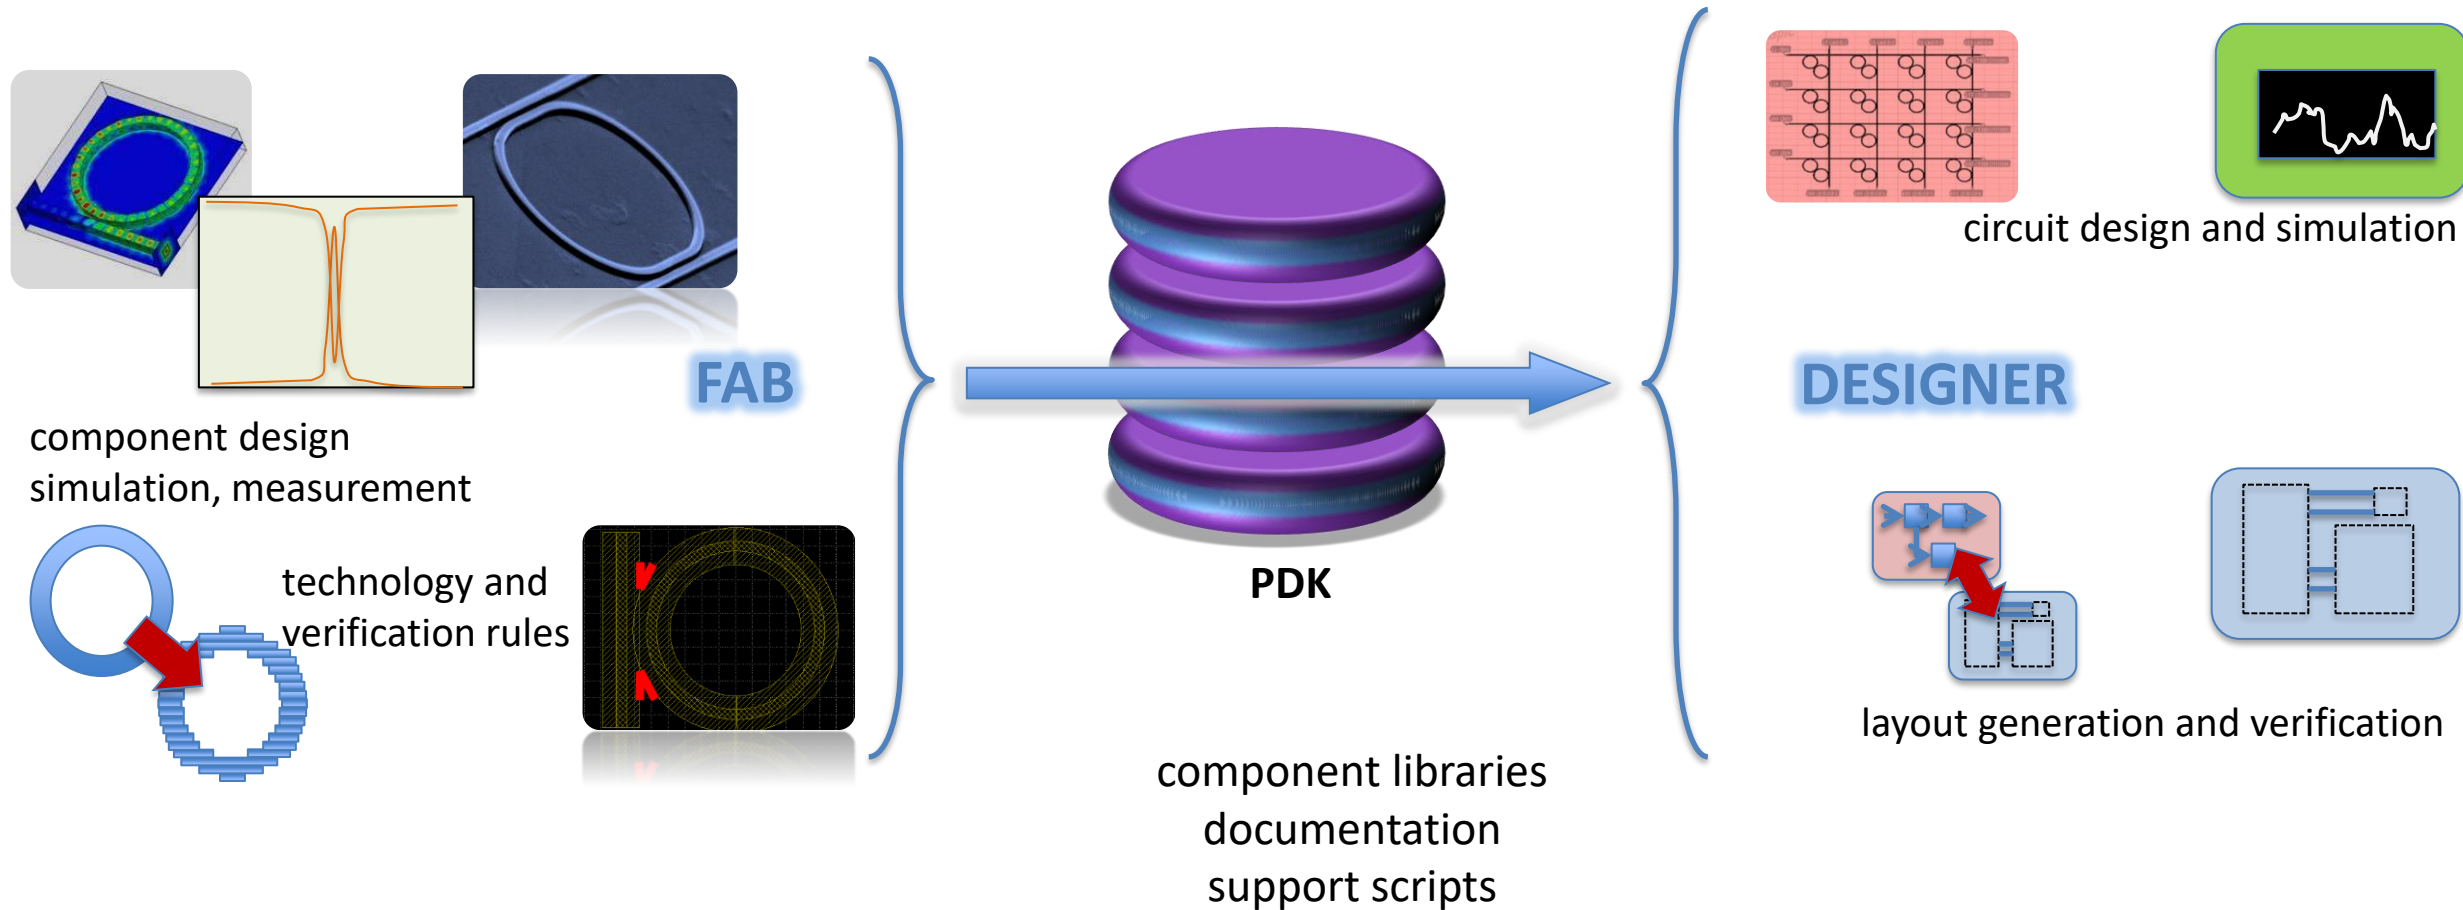 FAB
component design
simulation, measurement
technology and
verification rules
PDK
component libraries
documentation
support scripts
circuit design and simulation
DESIGNER
layout generation and verification